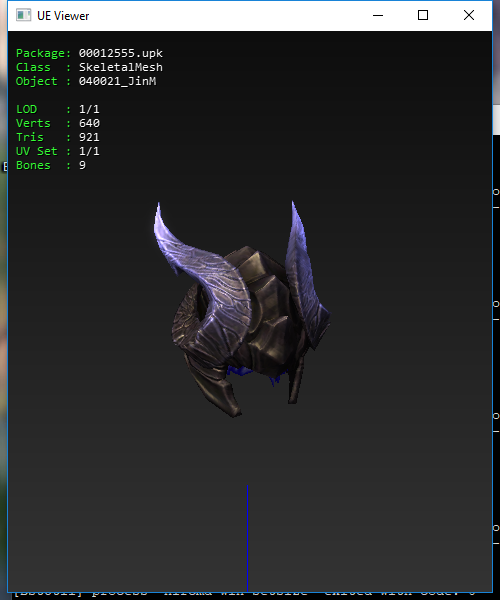 UE Viewer
Package: 00012555.upk
Class : SkeletalMesh
Object : 040021_JinM
LOD : 1/1
Verts : 640
Tris : 921
UV Set : 1/1
Bones : 9